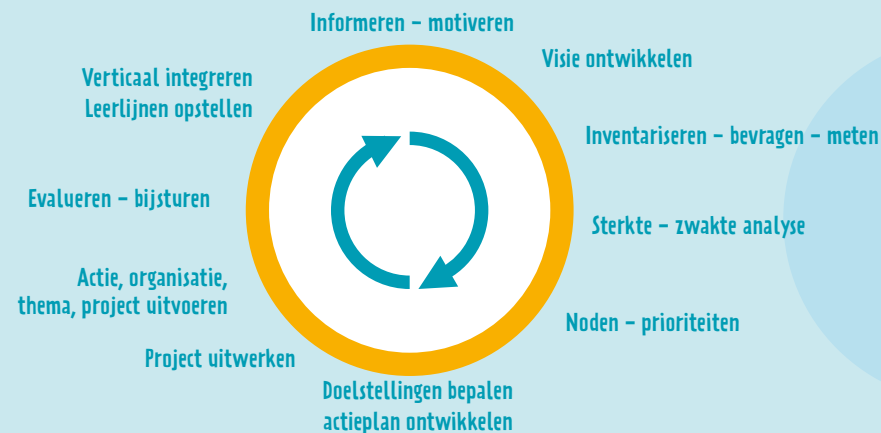 Informeren – motiveren
Visie ontwikkelen
Inventariseren – bevragen – meten
Sterkte – zwakte analyse
Noden – prioriteiten
Doelstellingen bepalen
actieplan ontwikkelen
Project uitwerken
Actie, organisatie,
thema, project uitvoeren
Evalueren – bijsturen
Verticaal integreren
Leerlijnen opstellen